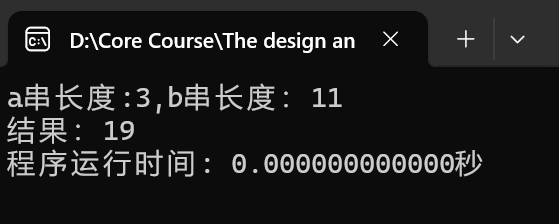 D:\Core Course\The design an
a串长度:3,b串长度: 11
结果: 19
程序运行时间: 0.000000000000秒